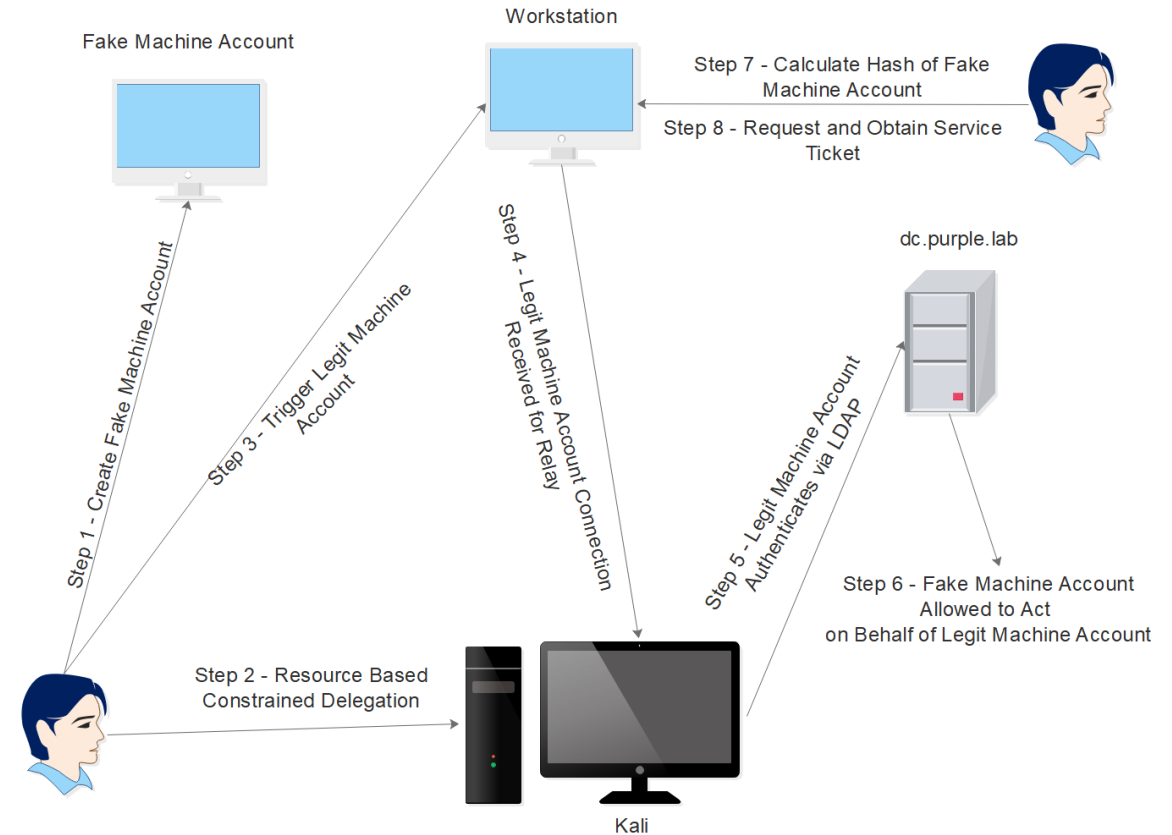 Workstation
Fake Machine Account
Step 7 - Calculate Hash of Fake
Machine Account
Step 8 - Request and Obtain Service
Ticket
dc.purple.lab
Step 1 - Create Fake Machine Account
Step 3 - Trigger Legit Machine
Account
Step 4 - Legit Machine Account Connection
Received for Relay
Step 5 - Legit Machine Account
Authenticates via LDAP
Step 6 - Fake Machine Account
Allowed to Act
on Behalf of Legit Machine Account
Step 2 - Resource Based
Constrained Delegation
Kali